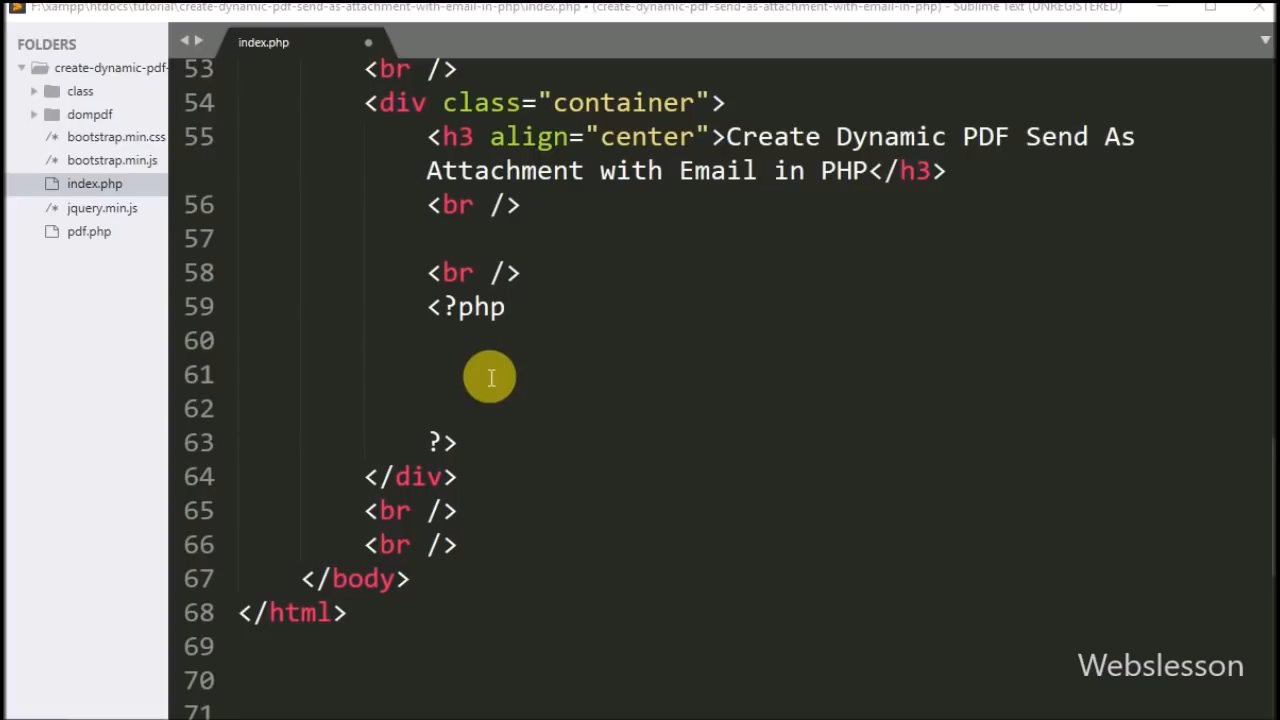 F:\xampp\htdocs\tutorial\create-dynamic-pdf-send-as-attachment-with-email-in-php\index.php • (create-dynamic-pdf-send-as-attachment-with-email-in-php) - Sublime Text (UNREGISTERED)
FOLDERS
create-dynamic-pdf-
class
dompdf
/* bootstrap.min.css
/* bootstrap.min.js
index.php
/* jquery.min.js
pdf.php
index.php
53 <br />
54 <div class="container">
55 <h3 align="center">Create Dynamic PDF Send As
Attachment with Email in PHP</h3>
56 <br />
57
58 <br />
59 <?php
60
61
62
63 ?>
64 </div>
65 <br />
66 <br />
67 </body>
68 </html>
69
70
71
Webslesson